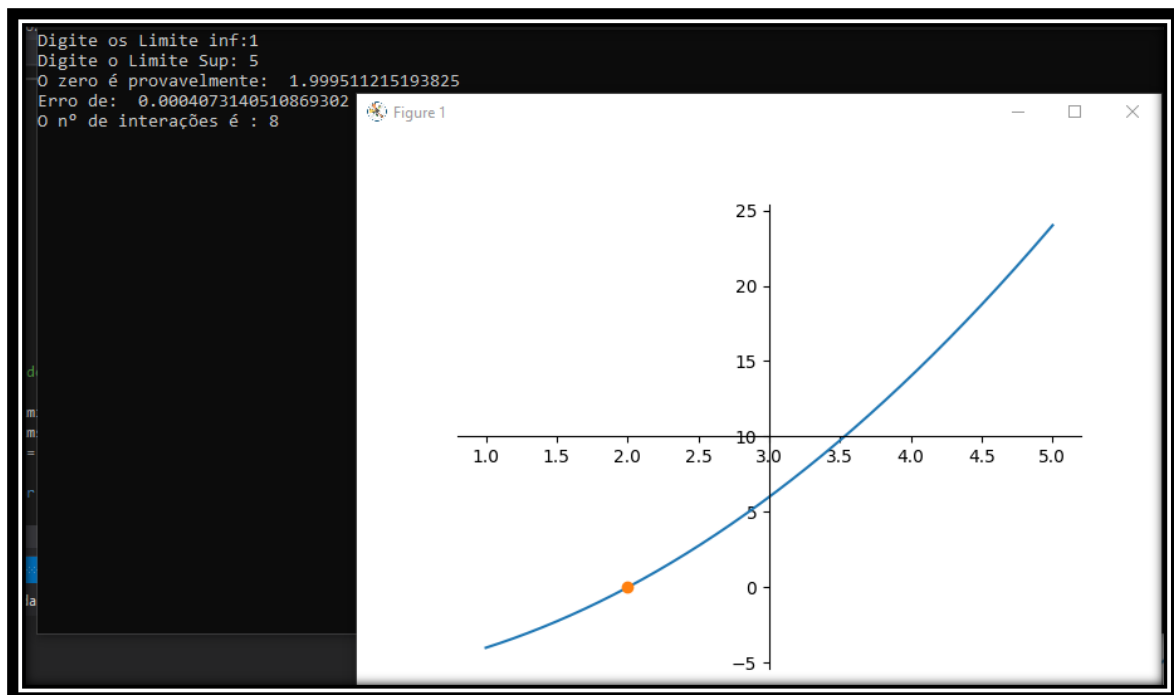 Digite os Limite inf:1
Digite o Limite Sup: 5
O zero é provavelmente:  1.999511215193825
Erro de:  0.0004073140510869302
O nº de interações é : 8
Figure 1
25
20
15
10
1.0 1.5 2.0 2.5 3.0 3.5 4.0 4.5 5.0
5
0
−5
de
m
m
=
r
la